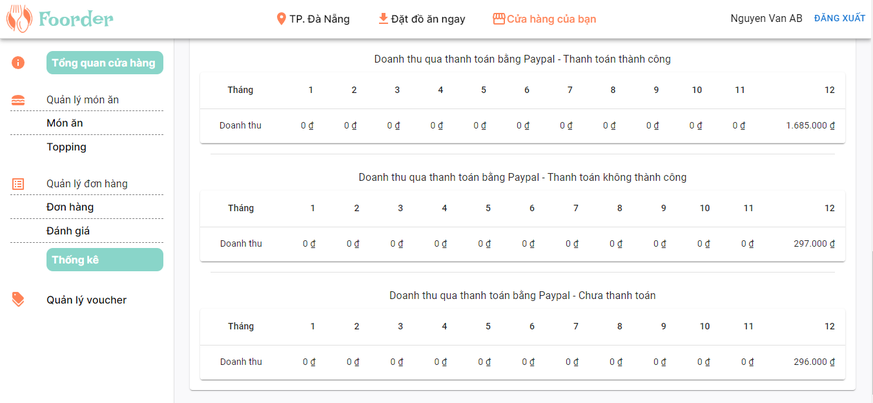 Foorder
TP. Đà Nẵng
Đặt đồ ăn ngay
Cửa hàng của bạn
Nguyen Van AB
ĐĂNG XUẤT
Tổng quan cửa hàng
Quản lý món ăn
Món ăn
Topping
Quản lý đơn hàng
Đơn hàng
Đánh giá
Thống kê
Quản lý voucher
Doanh thu qua thanh toán bằng Paypal - Thanh toán thành công
Tháng 1 2 3 4 5 6 7 8 9 10 11 12
Doanh thu 0 ₫ 0 ₫ 0 ₫ 0 ₫ 0 ₫ 0 ₫ 0 ₫ 0 ₫ 0 ₫ 0 ₫ 0 ₫ 1.685.000 ₫
Doanh thu qua thanh toán bằng Paypal - Thanh toán không thành công
Tháng 1 2 3 4 5 6 7 8 9 10 11 12
Doanh thu 0 ₫ 0 ₫ 0 ₫ 0 ₫ 0 ₫ 0 ₫ 0 ₫ 0 ₫ 0 ₫ 0 ₫ 0 ₫ 297.000 ₫
Doanh thu qua thanh toán bằng Paypal - Chưa thanh toán
Tháng 1 2 3 4 5 6 7 8 9 10 11 12
Doanh thu 0 ₫ 0 ₫ 0 ₫ 0 ₫ 0 ₫ 0 ₫ 0 ₫ 0 ₫ 0 ₫ 0 ₫ 0 ₫ 296.000 ₫